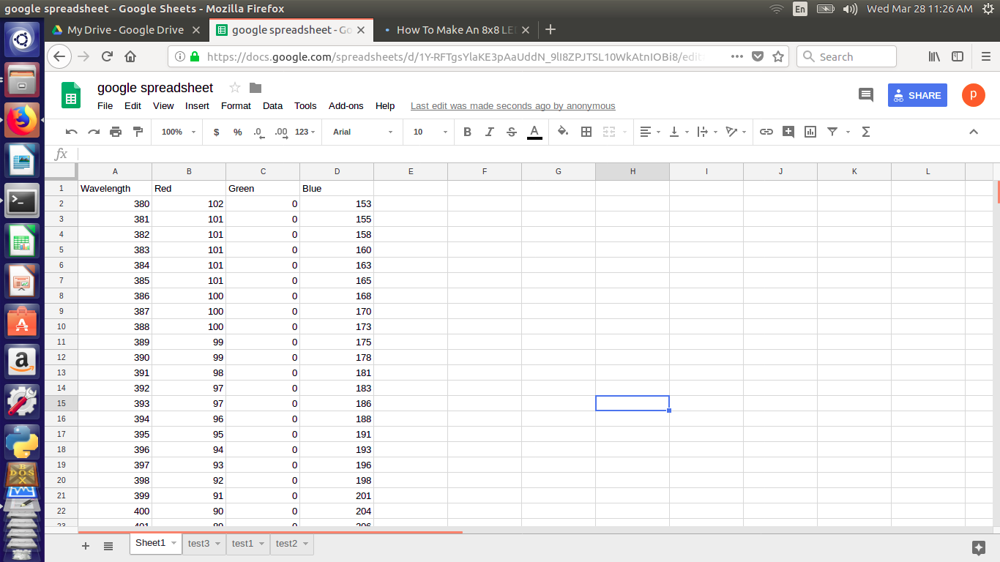 google spreadsheet - Google Sheets - Mozilla Firefox
En
Wed Mar 28 11:26 AM
My Drive - Google Drive
google spreadsheet - Go
How To Make An 8x8 LE
https://docs.google.com/spreadsheets/d/
Search
google spreadsheet
File Edit View Insert Format Data Tools Add-ons Help Last edit was made seconds ago by anonymous
SHARE
p
100% $ % .0 .00 123 Arial 10 B I S A Σ
fx
A B C D E F G H I J K L
1 Wavelength Red Green Blue
2 380 102 0 153
3 381 101 0 155
4 382 101 0 158
5 383 101 0 160
6 384 101 0 163
7 385 101 0 165
8 386 100 0 168
9 387 100 0 170
10 388 100 0 173
11 389 99 0 175
12 390 99 0 178
13 391 98 0 181
14 392 97 0 183
15 393 97 0 186
16 394 96 0 188
17 395 95 0 191
18 396 94 0 193
19 397 93 0 196
20 398 92 0 198
21 399 91 0 201
22 400 90 0 204
23 401 89 0 206
Sheet1 test3 test1 test2